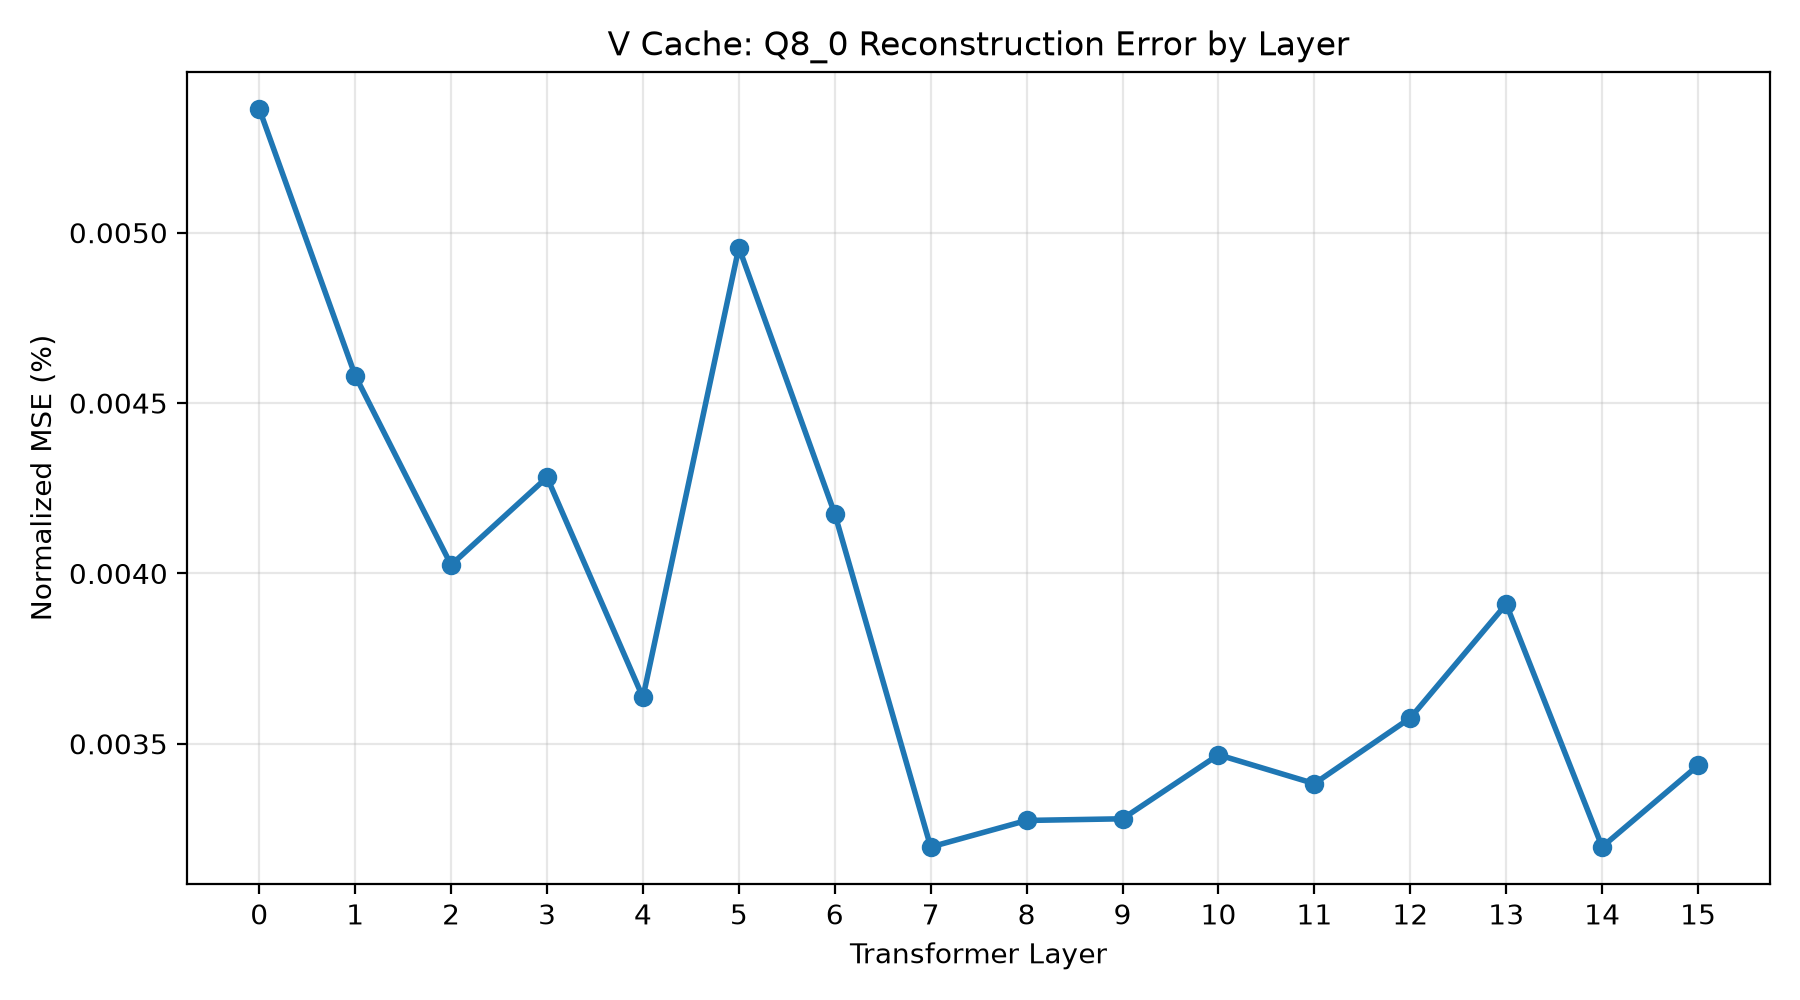 V Cache: Q8_0 Reconstruction Error by Layer
Normalized MSE (%)
0.0050
0.0045
0.0040
0.0035
0 1 2 3 4 5 6 7 8 9 10 11 12 13 14 15
Transformer Layer